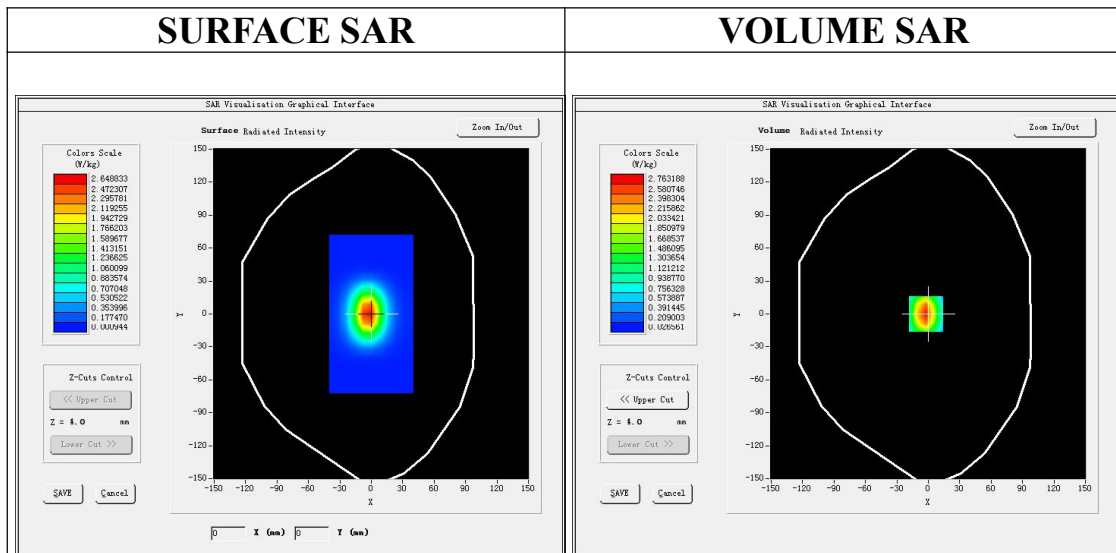 SURFACE SAR
VOLUME SAR
SAR Visualisation Graphical Interface
Surface Radiated Intensity
Zoom In/Out
Colors Scale
(W/kg)
2.648833
2.472307
2.295781
2.119255
1.942729
1.766203
1.589677
1.413151
1.236625
1.060099
0.883574
0.707048
0.530522
0.353996
0.177470
0.000944
150
120
90
60
30
0
-30
-60
-90
-120
-150
Y
-150 -120 -90 -60 -30 0 30 60 90 120 150
X
Z-Cuts Control
<< Upper Cut
Z = 4.0 mm
Lower Cut >>
SAVE Cancel
0 X (mm) 0 Y (mm)
SAR Visualisation Graphical Interface
Volume Radiated Intensity
Zoom In/Out
Colors Scale
(W/kg)
2.763188
2.580746
2.398304
2.215862
2.033421
1.850979
1.668537
1.486095
1.303654
1.121212
0.938770
0.756328
0.573887
0.391445
0.209003
0.026561
150
120
90
60
30
0
-30
-60
-90
-120
-150
Y
-150 -120 -90 -60 -30 0 30 60 90 120 150
X
Z-Cuts Control
<< Upper Cut
Z = 4.0 mm
Lower Cut >>
SAVE Cancel